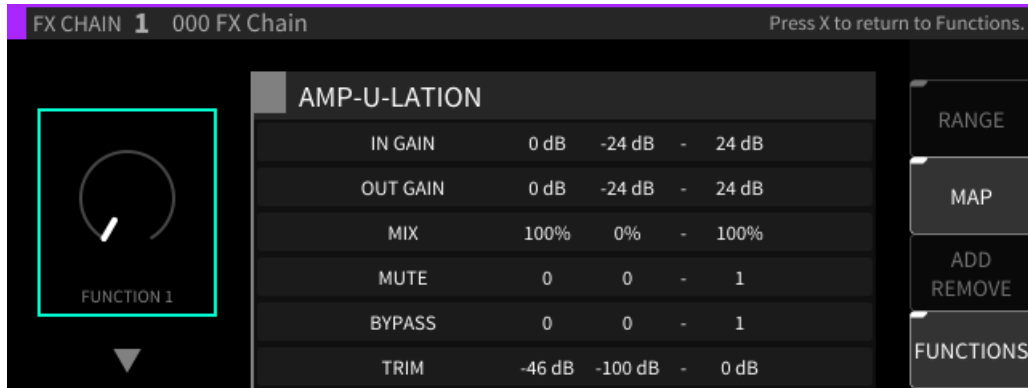 FX CHAIN 1 000 FX Chain
Press X to return to Functions.
AMP-U-LATION
IN GAIN 0 dB -24 dB - 24 dB
OUT GAIN 0 dB -24 dB - 24 dB
MIX 100% 0% - 100%
MUTE 0 0 - 1
BYPASS 0 0 - 1
TRIM -46 dB -100 dB - 0 dB
FUNCTION 1
RANGE
MAP
ADD
REMOVE
FUNCTIONS